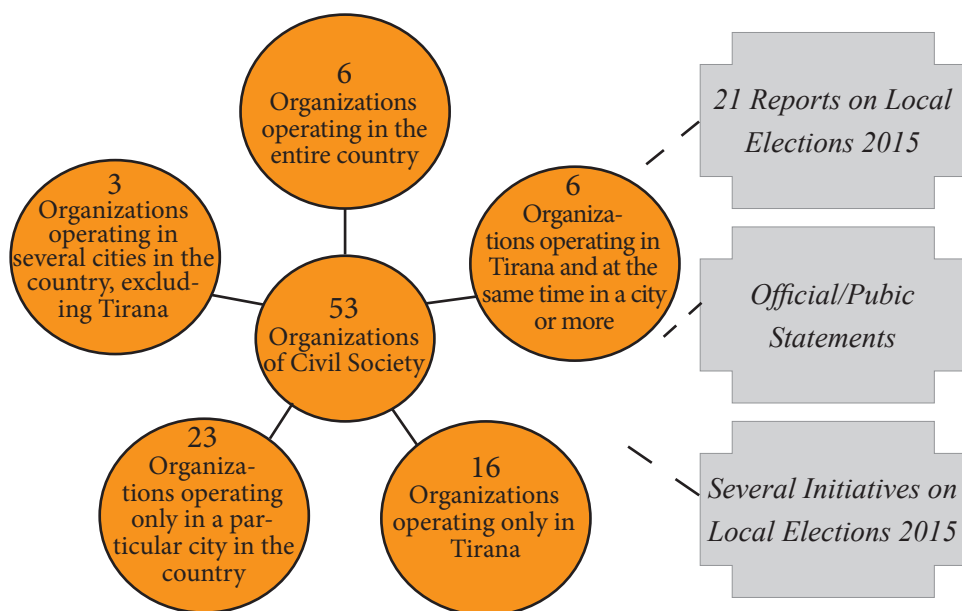 6
Organizations
operating in the
entire country
3
Organizations
operating in
several cities in the
country, exclud-
ing Tirana
6
Organiza-
tions operating in
Tirana and at the
same time in a city
or more
53
Organizations
of Civil Society
23
Organiza-
tions operating
only in a par-
ticular city in the
country
16
Organizations
operating only in
Tirana
21 Reports on Local
Elections 2015
Official/Pubic
Statements
Several Initiatives on
Local Elections 2015